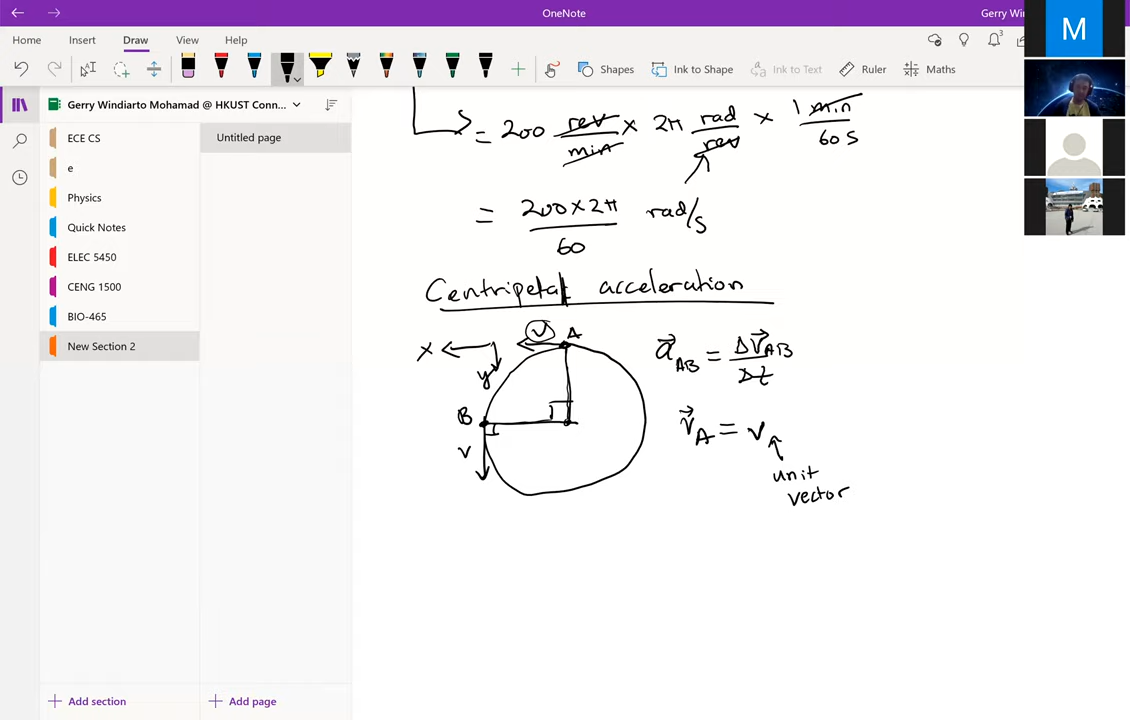 OneNote
Gerry Win
M
Home Insert Draw View Help
3
Shapes Ink to Shape Ink to Text Ruler Maths
Gerry Windiarto Mohamad @ HKUST Conn...
ECE CS
e
Physics
Quick Notes
ELEC 5450
CENG 1500
BIO-465
New Section 2
Add section
Untitled page
Add page
= 200 rev/min × 2π rad/rev × 1 min/60 s
= 200×2π/60 rad/s
Centripetal acceleration
V A
X
y
B
V
a⃗AB = Δv⃗AB/Δt
v⃗A = v
unit
vector